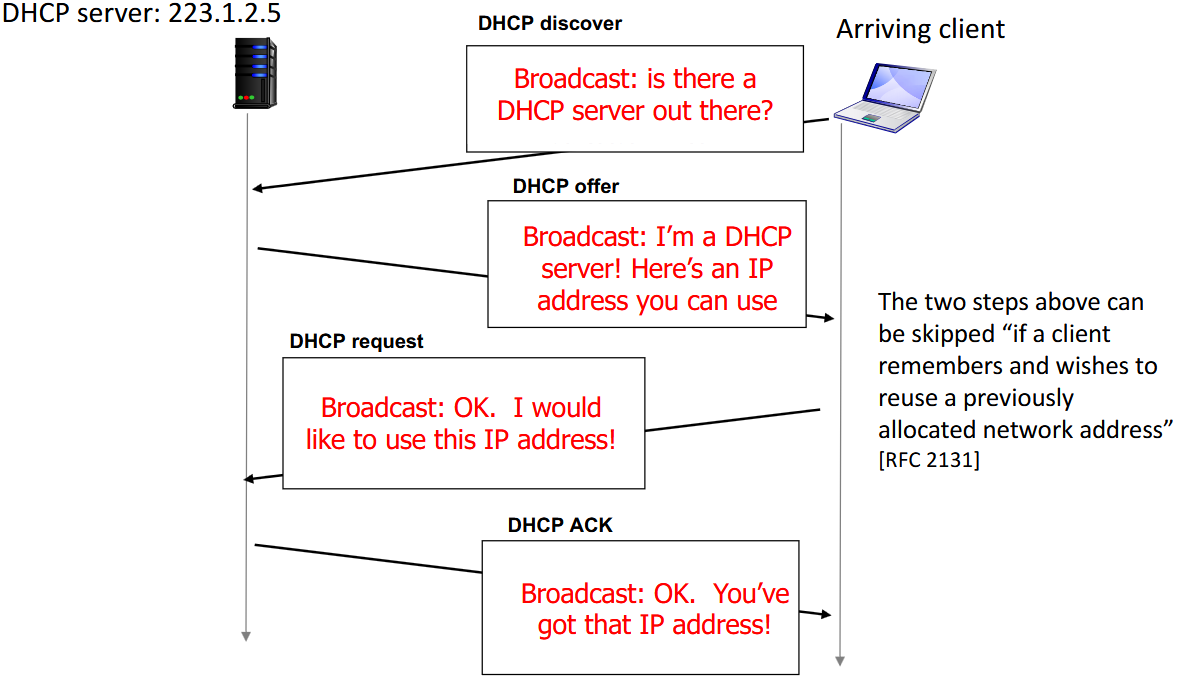 DHCP server: 223.1.2.5
DHCP discover
Arriving client
Broadcast: is there a
DHCP server out there?
DHCP offer
Broadcast: I’m a DHCP
server! Here’s an IP
address you can use
The two steps above can
be skipped “if a client
remembers and wishes to
reuse a previously
allocated network address”
[RFC 2131]
DHCP request
Broadcast: OK.  I would
like to use this IP address!
DHCP ACK
Broadcast: OK.  You’ve
got that IP address!